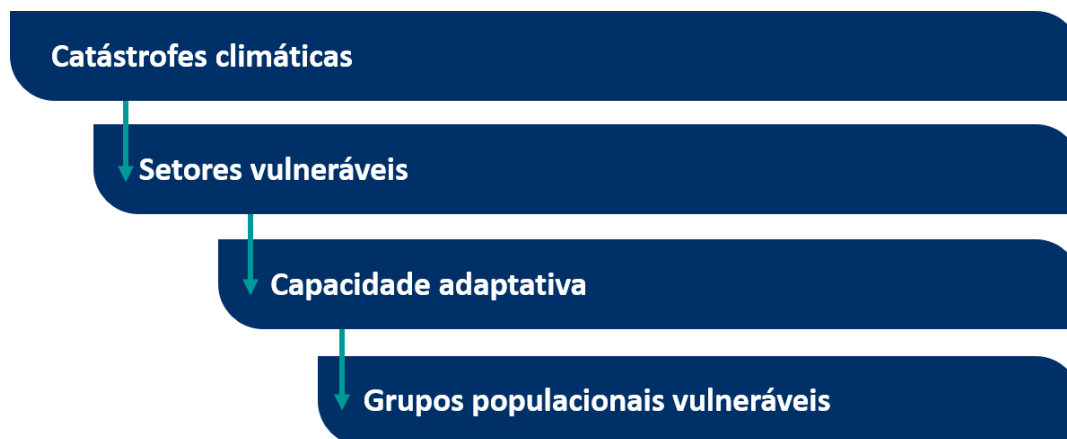 Catástrofes climáticas
Setores vulneráveis
Capacidade adaptativa
Grupos populacionais vulneráveis